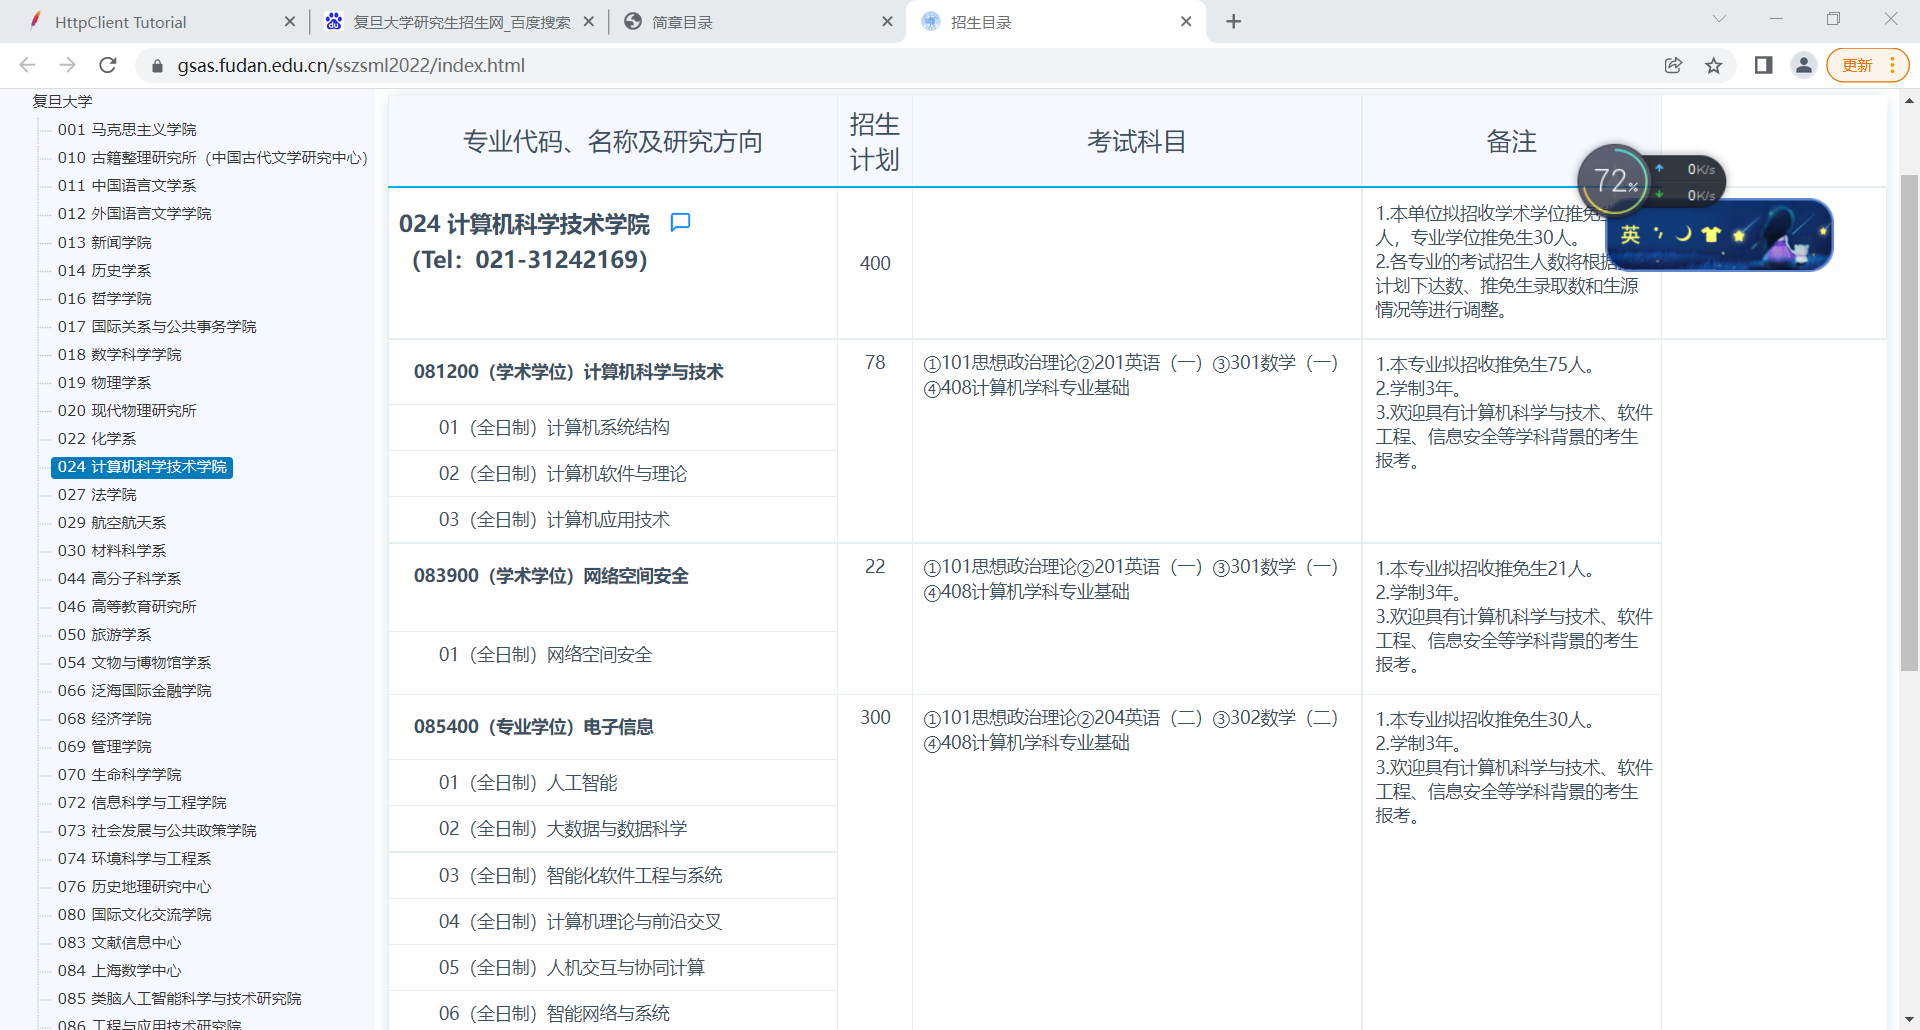 HttpClient Tutorial
复旦大学研究生招生网_百度搜索
简章目录
招生目录
gsas.fudan.edu.cn/sszsml2022/index.html
更新
复旦大学
001 马克思主义学院
010 古籍整理研究所（中国古代文学研究中心）
011 中国语言文学系
012 外国语言文学学院
013 新闻学院
014 历史学系
016 哲学学院
017 国际关系与公共事务学院
018 数学科学学院
019 物理学系
020 现代物理研究所
022 化学系
024 计算机科学技术学院
027 法学院
029 航空航天系
030 材料科学系
044 高分子科学系
046 高等教育研究所
050 旅游学系
054 文物与博物馆学系
066 泛海国际金融学院
068 经济学院
069 管理学院
070 生命科学学院
072 信息科学与工程学院
073 社会发展与公共政策学院
074 环境科学与工程系
076 历史地理研究中心
080 国际文化交流学院
083 文献信息中心
084 上海数学中心
085 类脑人工智能科学与技术研究院
086 工程与应用技术研究院
专业代码、名称及研究方向
招生
计划
考试科目
备注
024 计算机科学技术学院
（Tel：021-31242169）
400
1.本单位拟招收学术学位推免
人，专业学位推免生30人。
2.各专业的考试招生人数将根据
计划下达数、推免生录取数和生源
情况等进行调整。
72%
0K/s
0K/s
英
081200（学术学位）计算机科学与技术
78
①101思想政治理论②201英语（一）③301数学（一）
④408计算机学科专业基础
1.本专业拟招收推免生75人。
2.学制3年。
3.欢迎具有计算机科学与技术、软件
工程、信息安全等学科背景的考生
报考。
01（全日制）计算机系统结构
02（全日制）计算机软件与理论
03（全日制）计算机应用技术
083900（学术学位）网络空间安全
22
①101思想政治理论②201英语（一）③301数学（一）
④408计算机学科专业基础
1.本专业拟招收推免生21人。
2.学制3年。
3.欢迎具有计算机科学与技术、软件
工程、信息安全等学科背景的考生
报考。
01（全日制）网络空间安全
085400（专业学位）电子信息
300
①101思想政治理论②204英语（二）③302数学（二）
④408计算机学科专业基础
1.本专业拟招收推免生30人。
2.学制3年。
3.欢迎具有计算机科学与技术、软件
工程、信息安全等学科背景的考生
报考。
01（全日制）人工智能
02（全日制）大数据与数据科学
03（全日制）智能化软件工程与系统
04（全日制）计算机理论与前沿交叉
05（全日制）人机交互与协同计算
06（全日制）智能网络与系统